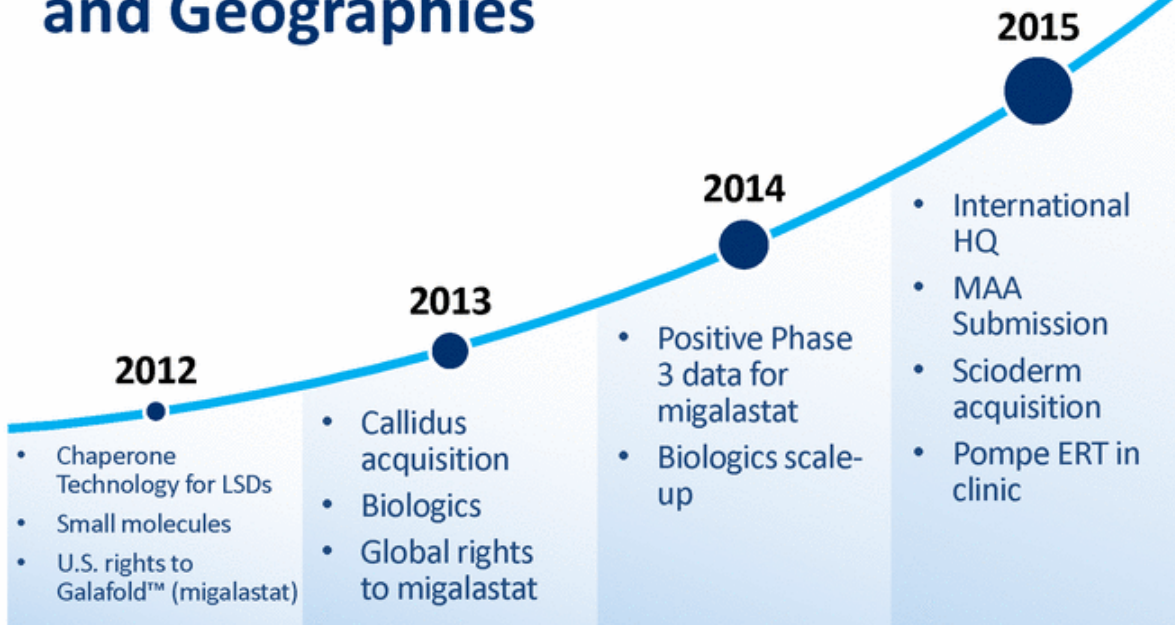 and Geographies
2012
• Chaperone
Technology for LSDs
• Small molecules
• U.S. rights to
Galafold™ (migalastat)
2013
• Callidus
acquisition
• Biologics
• Global rights
to migalastat
2014
• Positive Phase
3 data for
migalastat
• Biologics scale-
up
2015
• International
HQ
• MAA
Submission
• Scioderm
acquisition
• Pompe ERT in
clinic